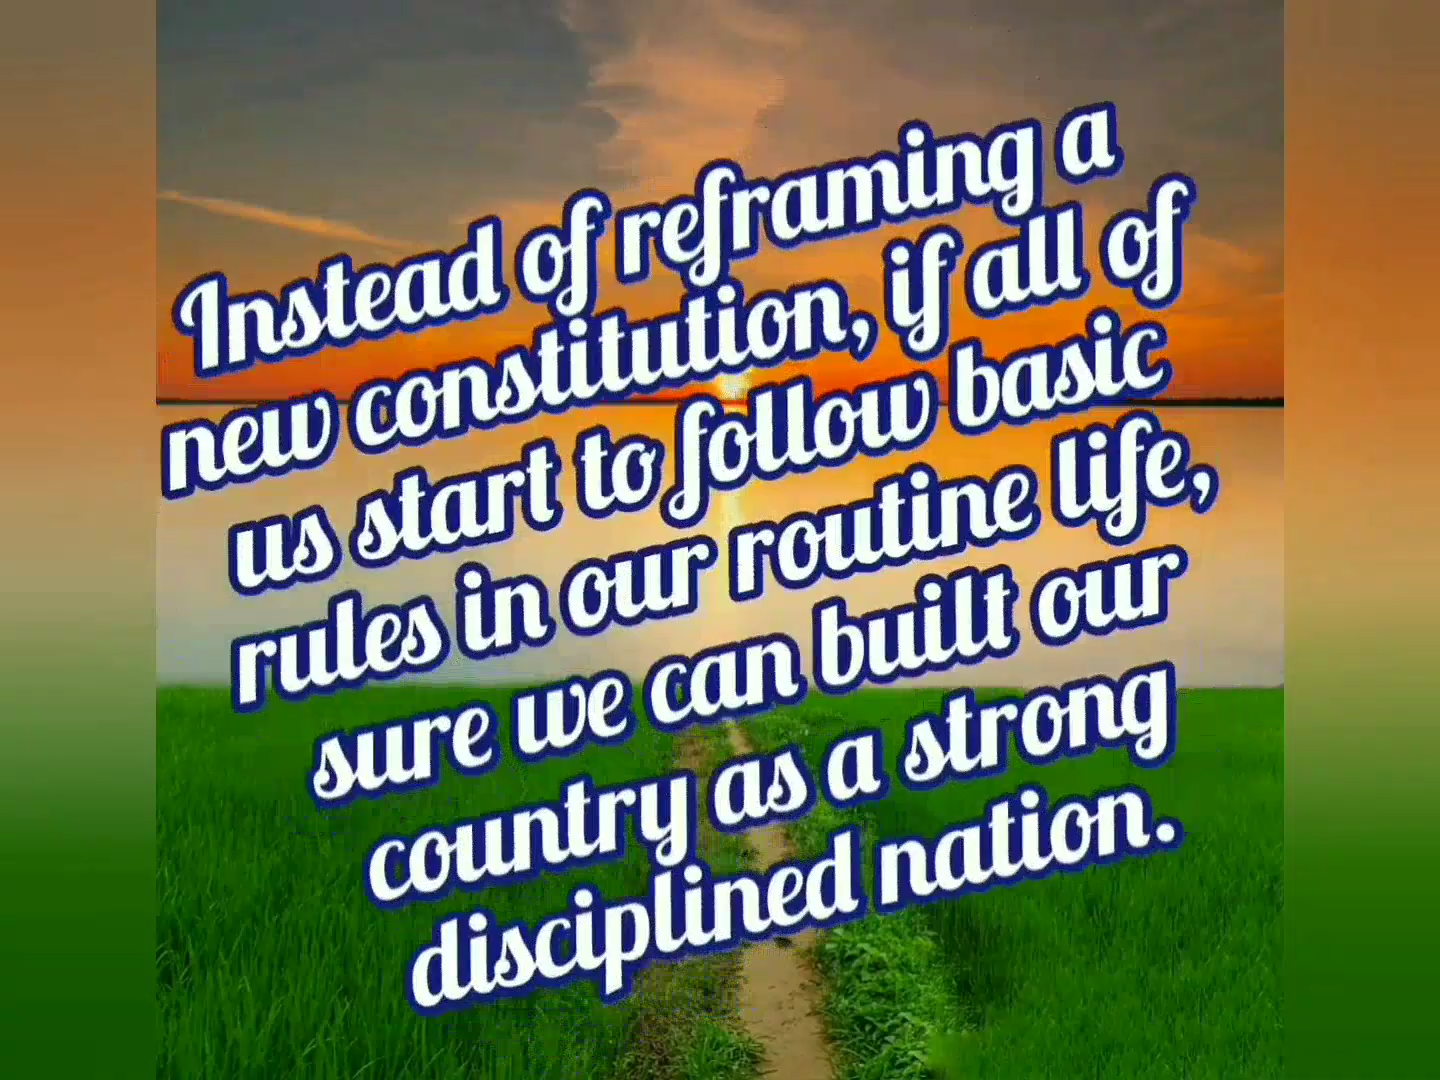 Instead of reframing a
new constitution, if all of
us start to follow basic
rules in our routine life,
sure we can built our
country as a strong
disciplined nation.